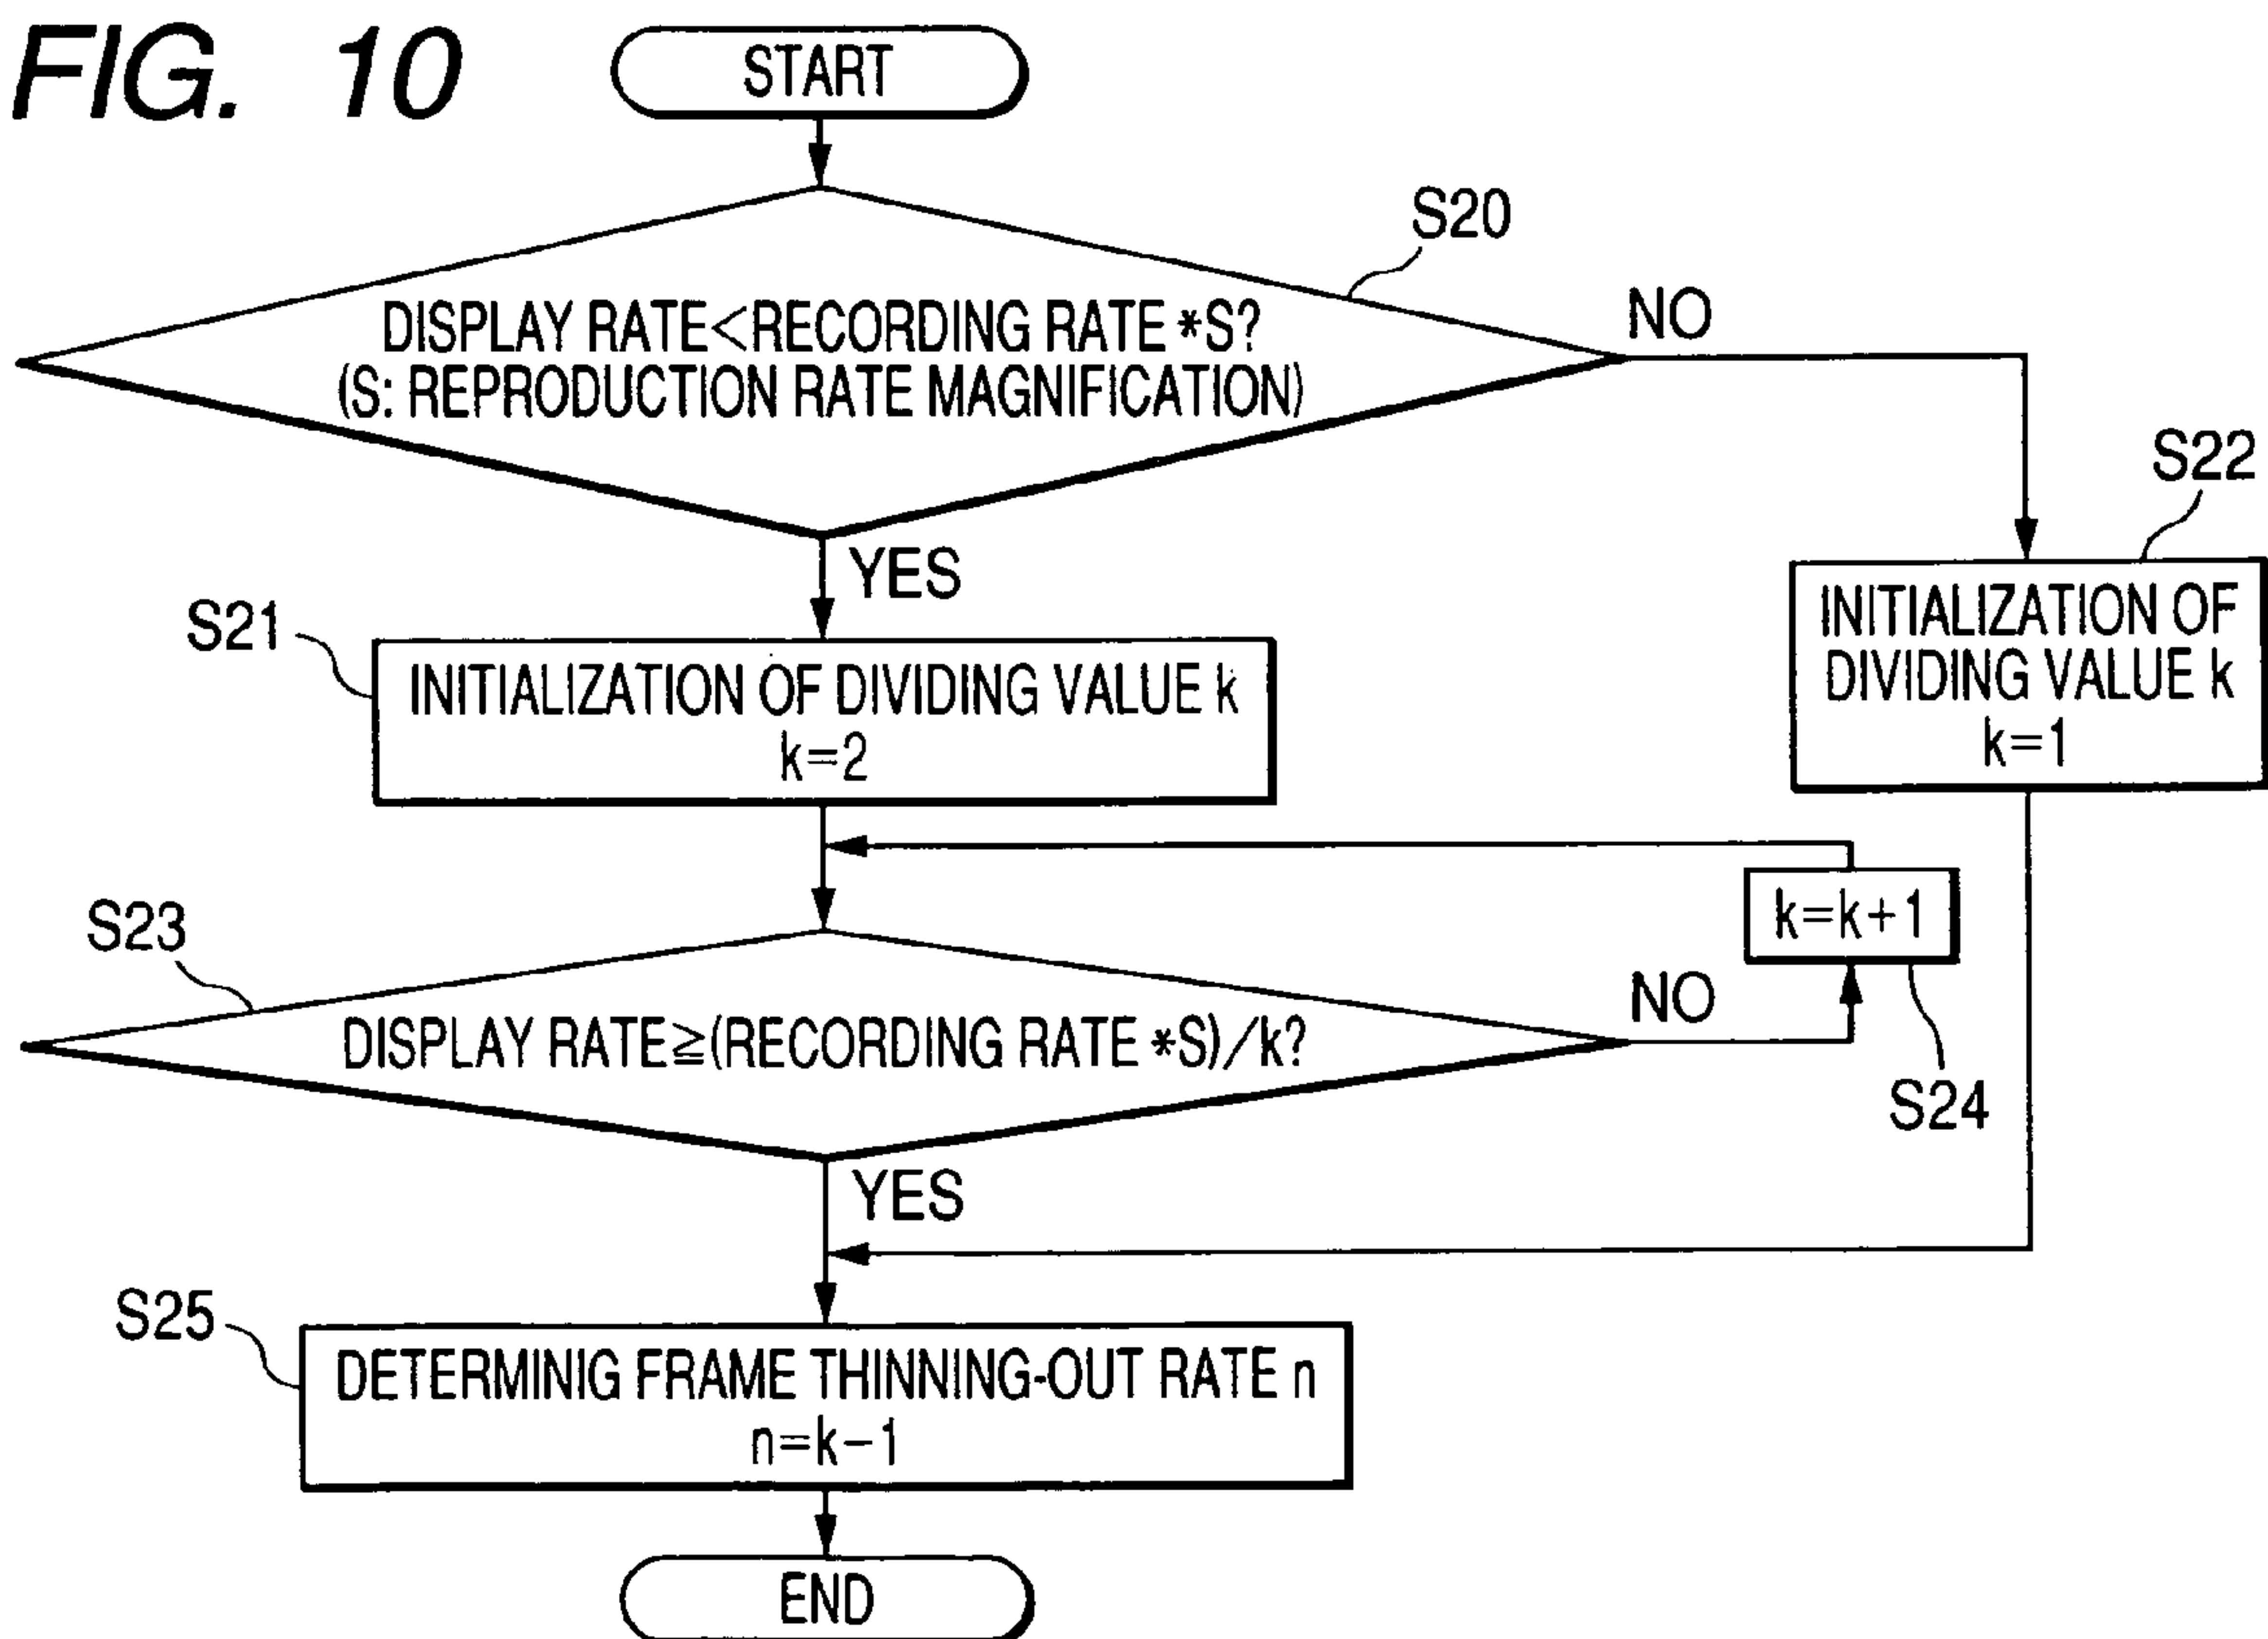 FIG. 10
START
S20
DISPLAY RATE<RECORDING RATE *S?
(S: REPRODUCTION RATE MAGNIFICATION)
NO
YES
S22
INITIALIZATION OF
DIVIDING VALUE k
k=1
S21
INITIALIZATION OF DIVIDING VALUE k
k=2
k=k+1
S23
DISPLAY RATE≧(RECORDING RATE *S)/k?
NO
S24
YES
S25
DETERMINIG FRAME THINNING-OUT RATE n
n=k−1
END